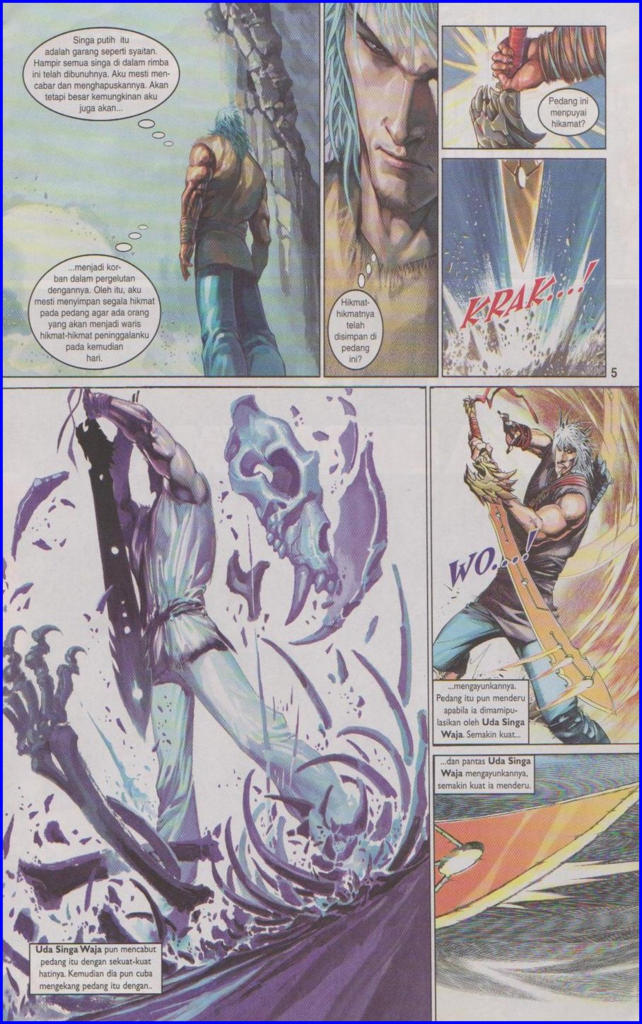 Singa putih itu
adalah garang seperti syaitan.
Hampir semua singa di dalam rimba
ini telah dibunuhnya. Aku mesti men-
cabar dan menghapuskannya. Akan
tetapi besar kemungkinan aku
juga akan...
...menjadi kor-
ban dalam pergelutan
dengannya. Oleh itu, aku
mesti menyimpan segala hikmat
pada pedang agar ada orang
yang akan menjadi waris
hikmat-hikmat peninggalanku
pada kemudian
hari.
Hikmat-
hikmatnya
telah
disimpan di
pedang
ini?
Pedang ini
mempuyai
hikamat?
KRAK...!
5
Uda Singa Waja pun mencabut
pedang itu dengan sekuat-kuat
hatinya. Kemudian dia pun cuba
mengekang pedang itu dengan..
WO...!
...mengayunkannya.
Pedang itu pun menderu
apabila ia dimamipu-
lasikan oleh Uda Singa
Waja. Semakin kuat...
...dan pantas Uda Singa
Waja mengayunkannya,
semakin kuat ia menderu.